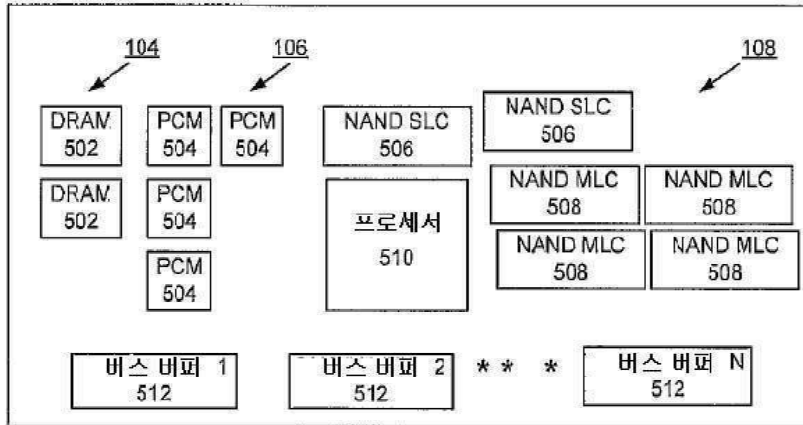 104
106
108
DRAM
502
PCM
504
PCM
504
NAND SLC
506
NAND SLC
506
DRAM
502
PCM
504
프로세서
510
NAND MLC
508
NAND MLC
508
PCM
504
NAND MLC
508
NAND MLC
508
버스 버퍼 1
512
버스 버퍼 2
512
** *
버스 버퍼 N
512